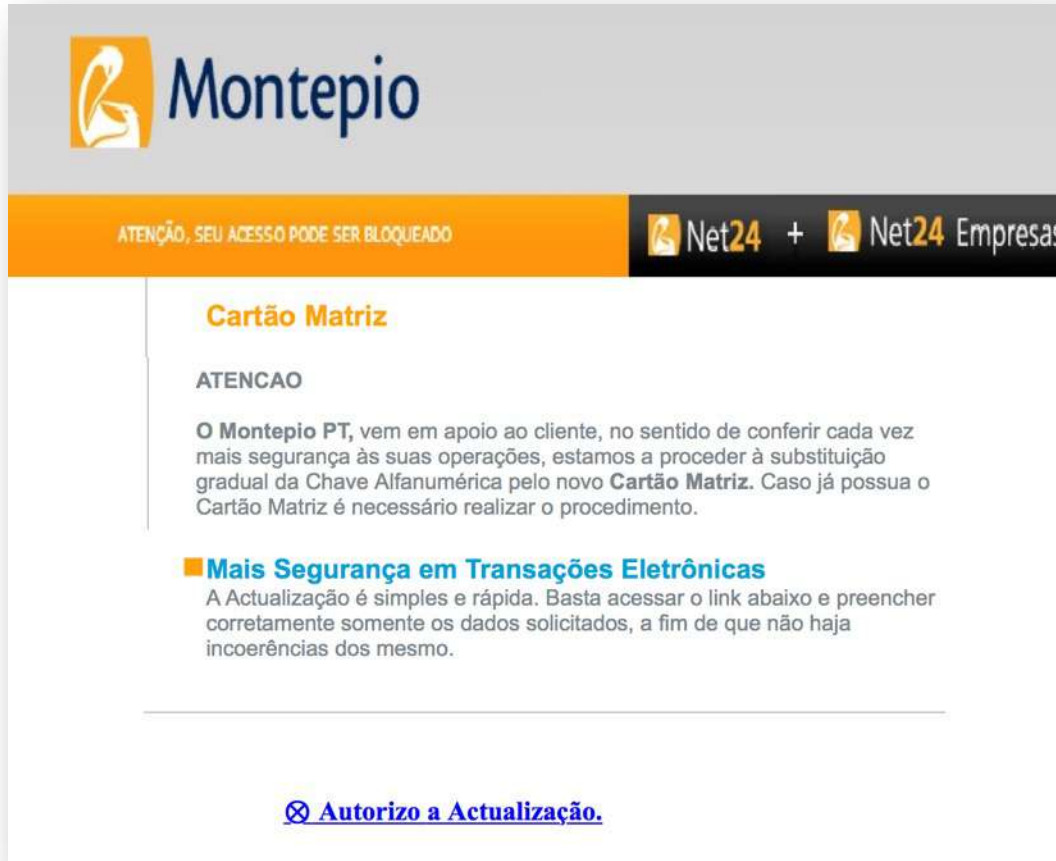 Montepio
ATENÇÃO, SEU ACESSO PODE SER BLOQUEADO
Net24 + Net24 Empresas
Cartão Matriz
ATENCAO
O Montepio PT, vem em apoio ao cliente, no sentido de conferir cada vez
mais segurança às suas operações, estamos a proceder à substituição
gradual da Chave Alfanumérica pelo novo Cartão Matriz. Caso já possua o
Cartão Matriz é necessário realizar o procedimento.
Mais Segurança em Transações Eletrônicas
A Actualização é simples e rápida. Basta acessar o link abaixo e preencher
corretamente somente os dados solicitados, a fim de que não haja
incoerências dos mesmo.
⊗ Autorizo a Actualização.